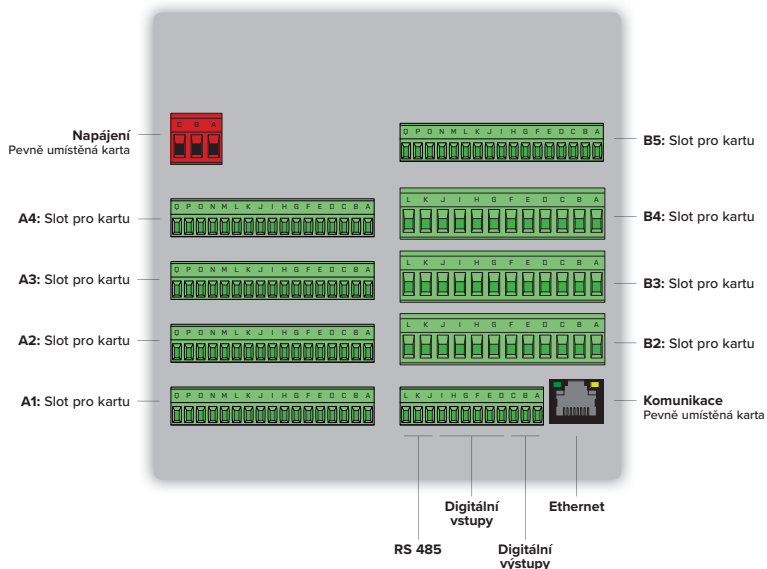 Napájení
Pevně umístěná karta
C B A
A4: Slot pro kartu
Q P O N M L K J I H G F E D C B A
A3: Slot pro kartu
Q P O N M L K J I H G F E D C B A
A2: Slot pro kartu
Q P O N M L K J I H G F E D C B A
A1: Slot pro kartu
Q P O N M L K J I H G F E D C B A
Q P O N M L K J I H G F E D C B A
B5: Slot pro kartu
L K J I H G F E D C B A
B4: Slot pro kartu
L K J I H G F E D C B A
B3: Slot pro kartu
L K J I H G F E D C B A
B2: Slot pro kartu
L K J I H G F E D C B A
Komunikace
Pevně umístěná karta
RS 485
Digitální
vstupy
Digitální
výstupy
Ethernet